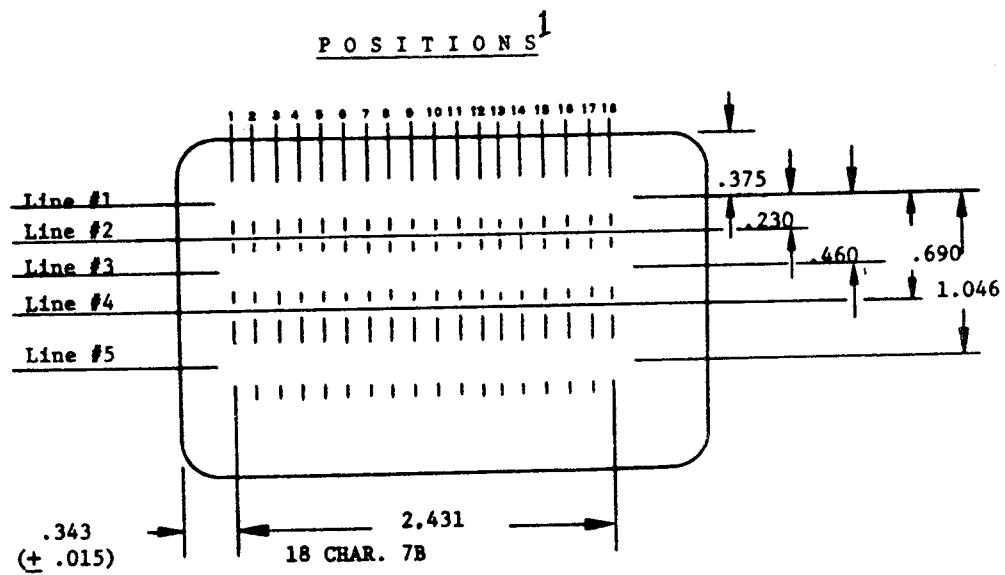 P O S I T I O N S 1
1 2 3 4 5 6 7 8 9 10 11 12 13 14 15 16 17 18
.375
Line #1
.230
Line #2
.460 .690
Line #3
1.046
Line #4
Line #5
.343 2,431
(± .015) 18 CHAR. 7B